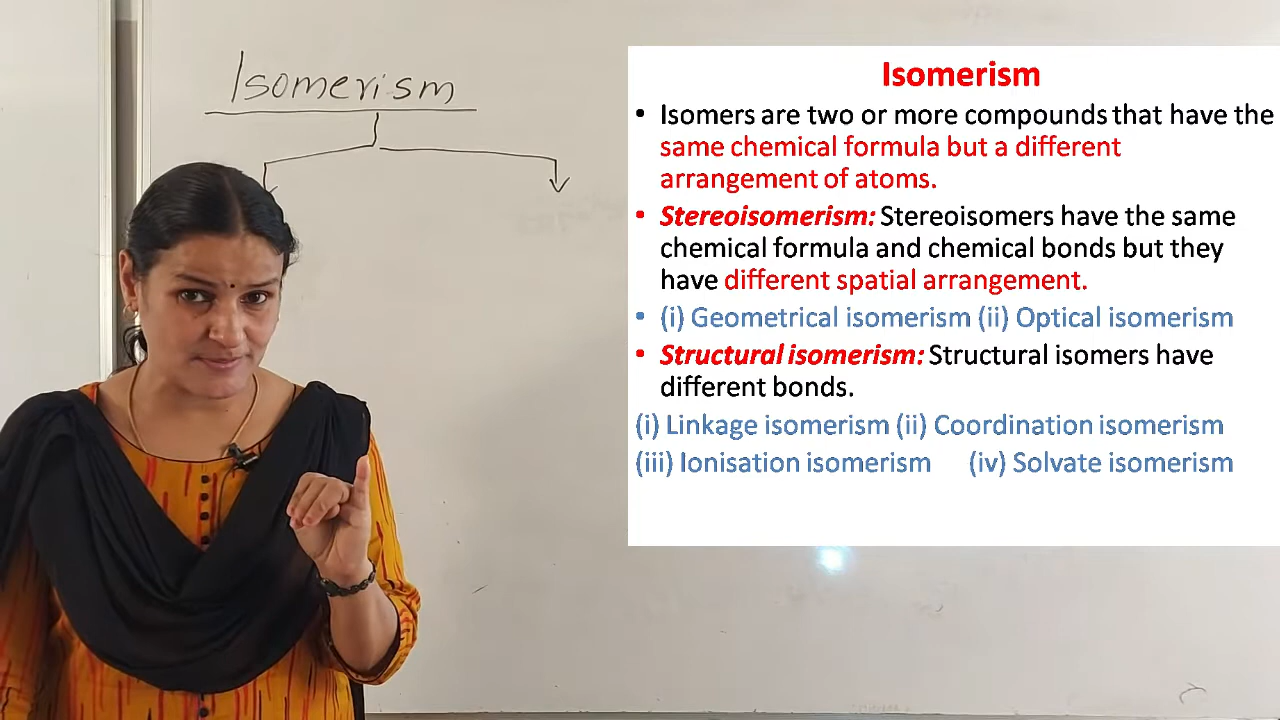 Isomerism
Isomerism
• Isomers are two or more compounds that have the
same chemical formula but a different
arrangement of atoms.
• Stereoisomerism: Stereoisomers have the same
chemical formula and chemical bonds but they
have different spatial arrangement.
• (i) Geometrical isomerism (ii) Optical isomerism
• Structural isomerism: Structural isomers have
different bonds.
(i) Linkage isomerism (ii) Coordination isomerism
(iii) Ionisation isomerism (iv) Solvate isomerism